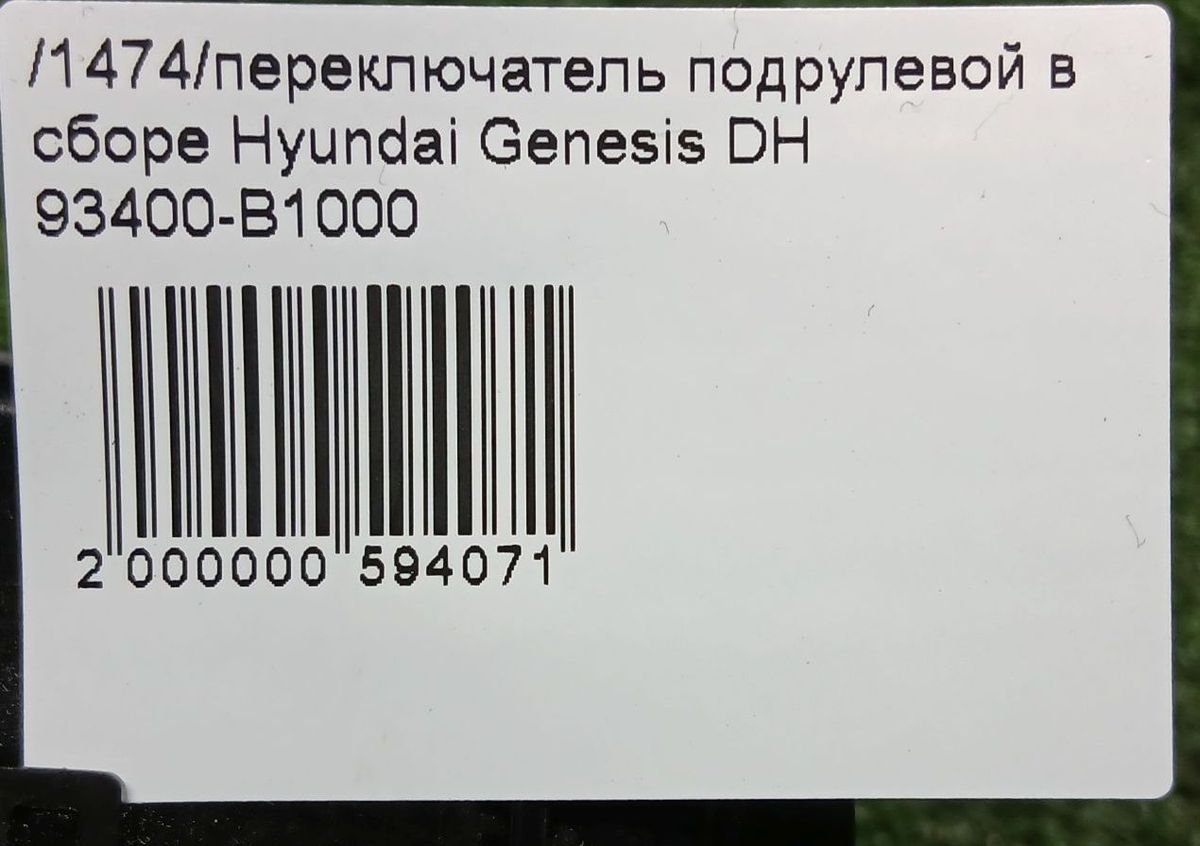 /1474/переключатель подрулевой в
сборе Hyundai Genesis DH
93400-B1000
2 000000 594071